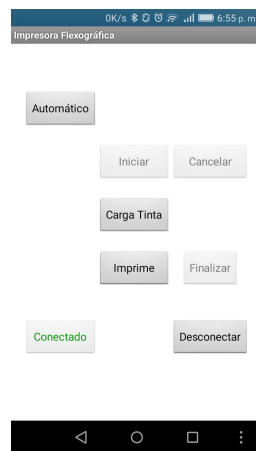 0K/s 6:55 p. m
Impresora Flexográfica
Automático
Iniciar Cancelar
Carga Tinta
Imprime Finalizar
Conectado Desconectar